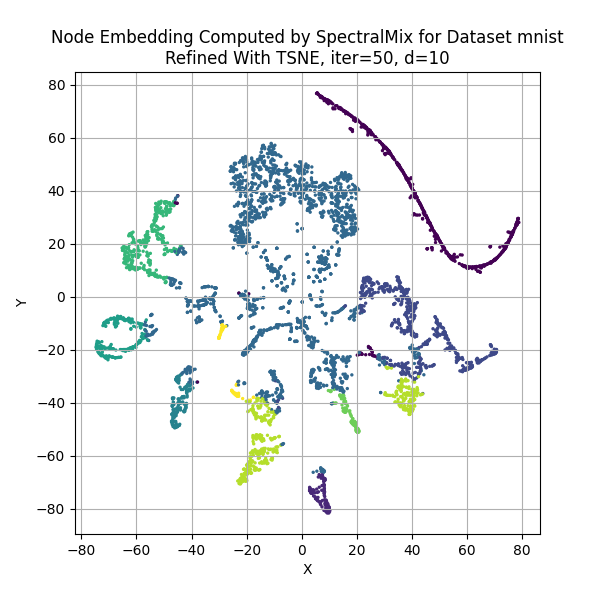 Node Embedding Computed by SpectralMix for Dataset mnist
Refined With TSNE, iter=50, d=10
80
60
40
20
0
−20
−40
−60
−80
Y
−80 −60 −40 −20 0 20 40 60 80
X